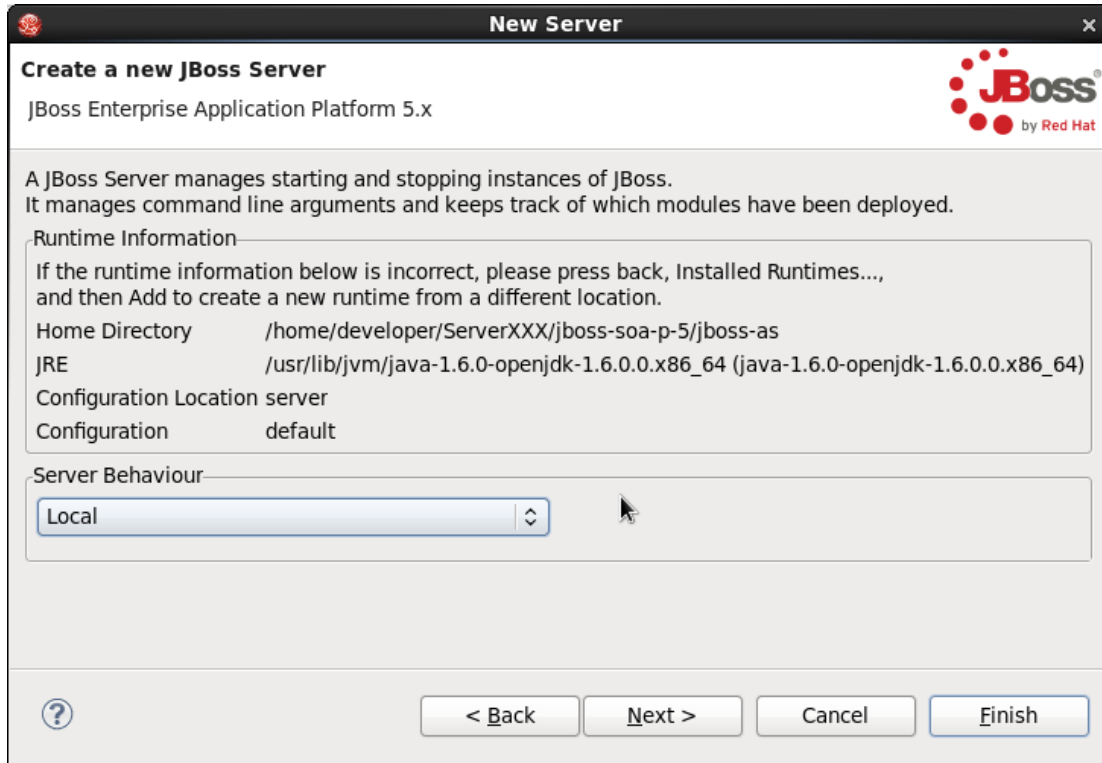 New Server
Create a new JBoss Server
JBoss Enterprise Application Platform 5.x
JBoss®
by Red Hat
A JBoss Server manages starting and stopping instances of JBoss.
It manages command line arguments and keeps track of which modules have been deployed.
Runtime Information
If the runtime information below is incorrect, please press back, Installed Runtimes...,
and then Add to create a new runtime from a different location.
Home Directory /home/developer/ServerXXX/jboss-soa-p-5/jboss-as
JRE /usr/lib/jvm/java-1.6.0-openjdk-1.6.0.0.x86_64 (java-1.6.0-openjdk-1.6.0.0.x86_64)
Configuration Location server
Configuration default
Server Behaviour
Local
? < Back Next > Cancel Finish